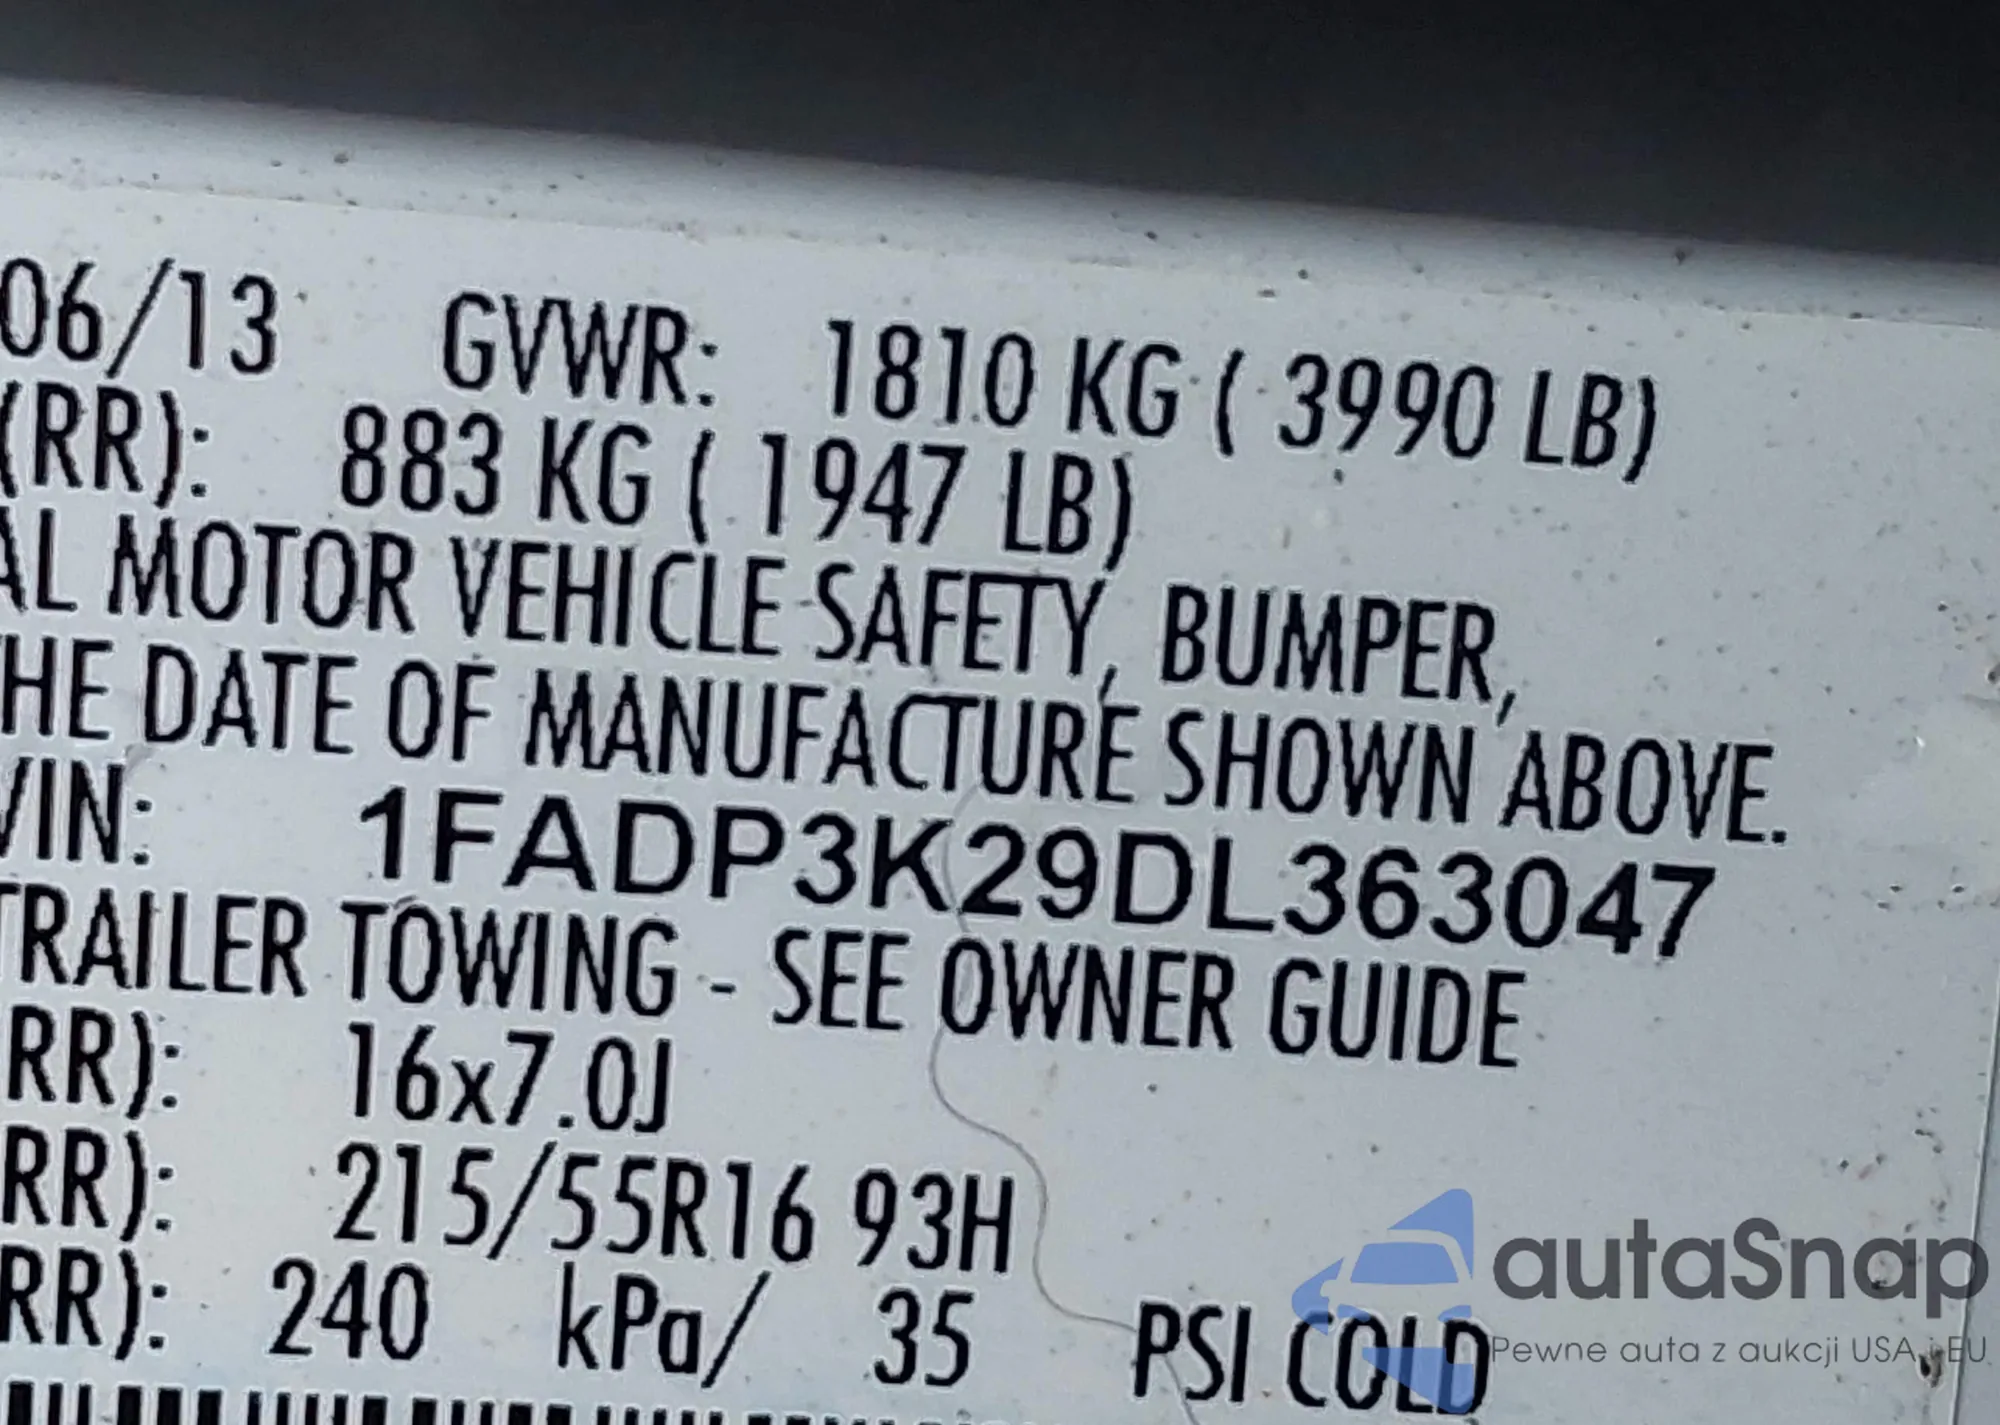 06/13 GVWR: 1810 KG ( 3990 LB)
(RR): 883 KG ( 1947 LB)
AL MOTOR VEHICLE SAFETY, BUMPER,
HE DATE OF MANUFACTURE SHOWN ABOVE.
VIN: 1FADP3K29DL363047
TRAILER TOWING - SEE OWNER GUIDE
RR): 16x7.0J
RR): 215/55R16 93H
RR): 240 kPa/ 35 PSI COLD
autaSnap
Pewne auta z aukcji USA i EU